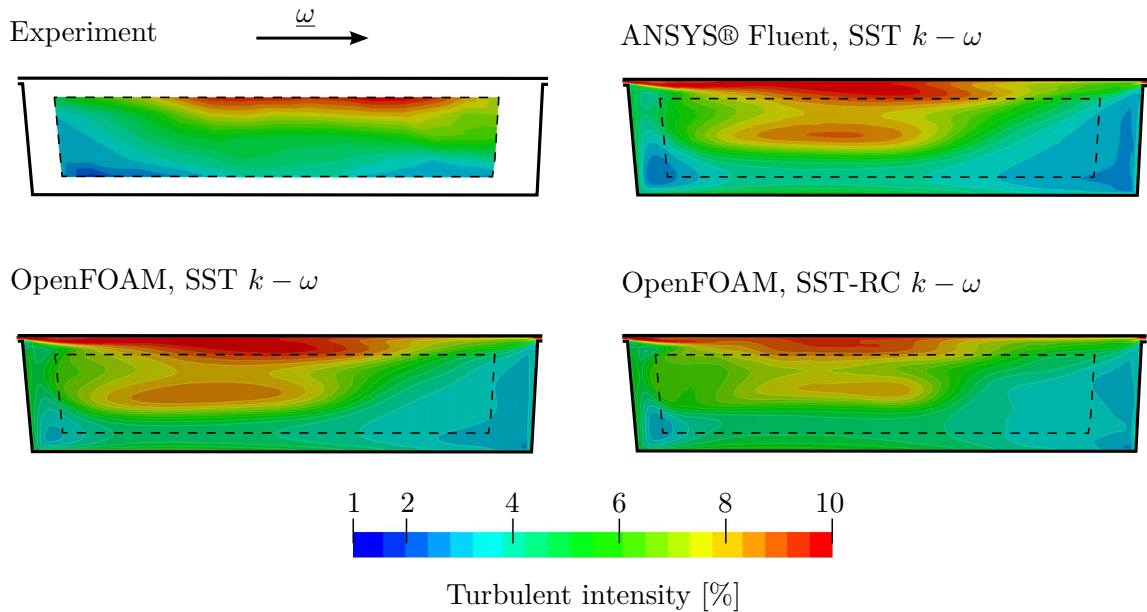 Experiment
ω
ANSYS® Fluent, SST k − ω
OpenFOAM, SST k − ω
OpenFOAM, SST-RC k − ω
1 2 4 6 8 10
Turbulent intensity [%]